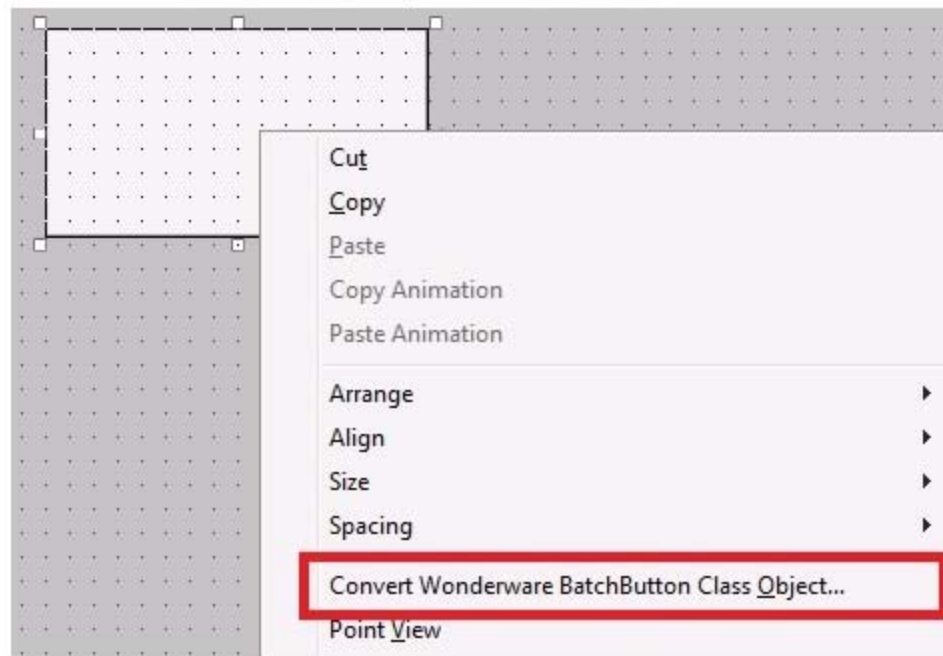 Cut
Copy
Paste
Copy Animation
Paste Animation
Arrange
Align
Size
Spacing
Convert Wonderware BatchButton Class Object...
Point View